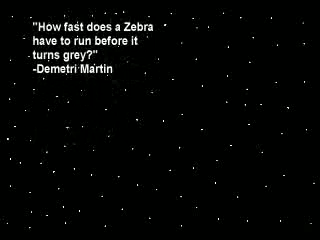 "How fast does a Zebra
have to run before it
turns grey?"
-Demetri Martin